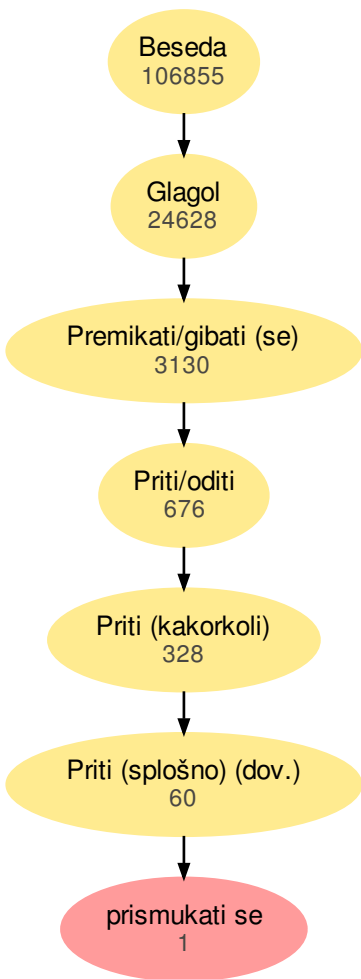 Beseda
106855
Glagol
24628
Premikati/gibati (se)
3130
Priti/oditi
676
Priti (kakorkoli)
328
Priti (splošno) (dov.)
60
prismukati se
1